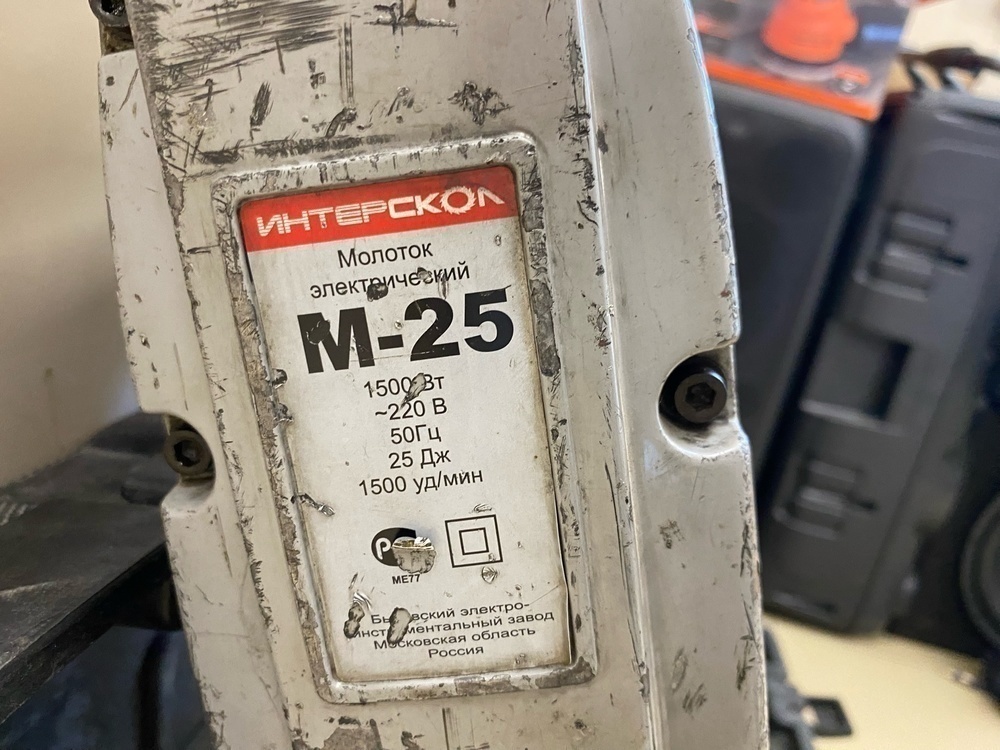 ИНТЕРСКОЛ
Молоток
электрический
М-25
1500 Вт
~220 В
50Гц
25 Дж
1500 уд/мин
МЕ77
электро-
инструментальный завод
Московская область
Россия